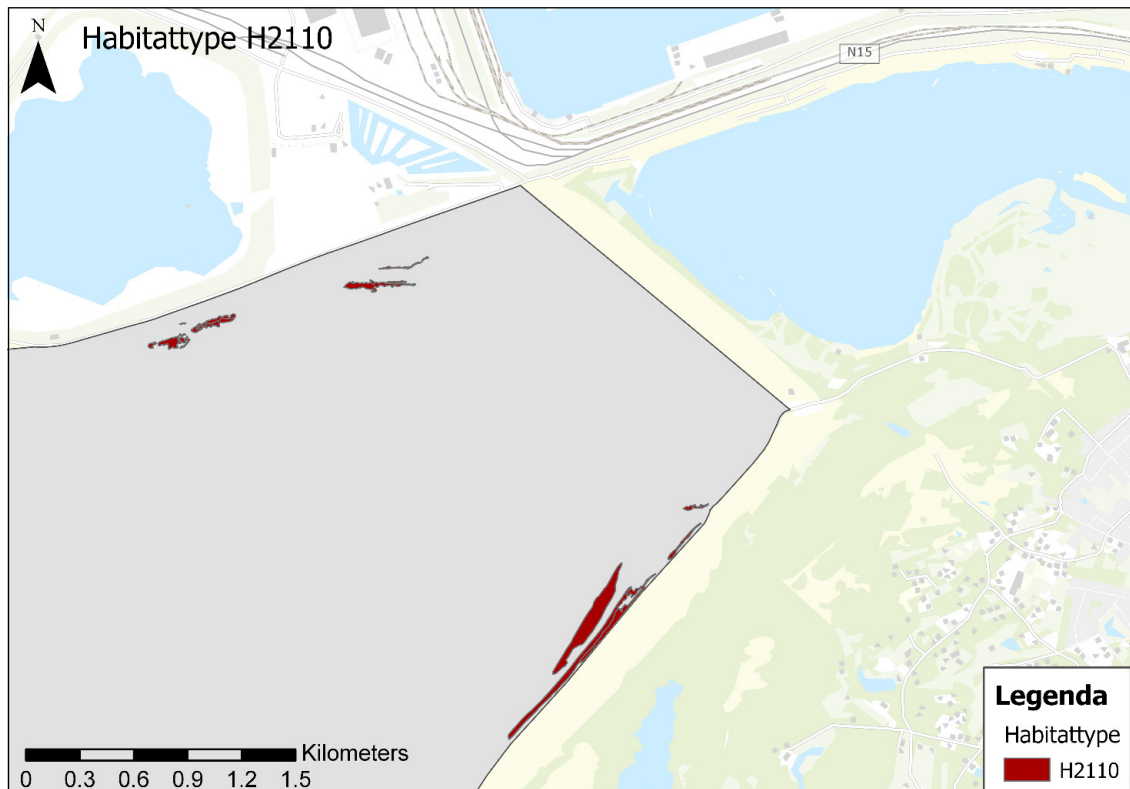 N
Habitattype H2110
N15
Legenda
Habitattype
H2110
Kilometers
0 0.3 0.6 0.9 1.2 1.5